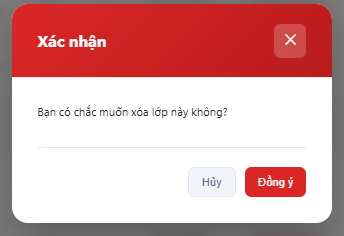 Xác nhận
Bạn có chắc muốn xóa lớp này không?
Hủy
Đồng ý